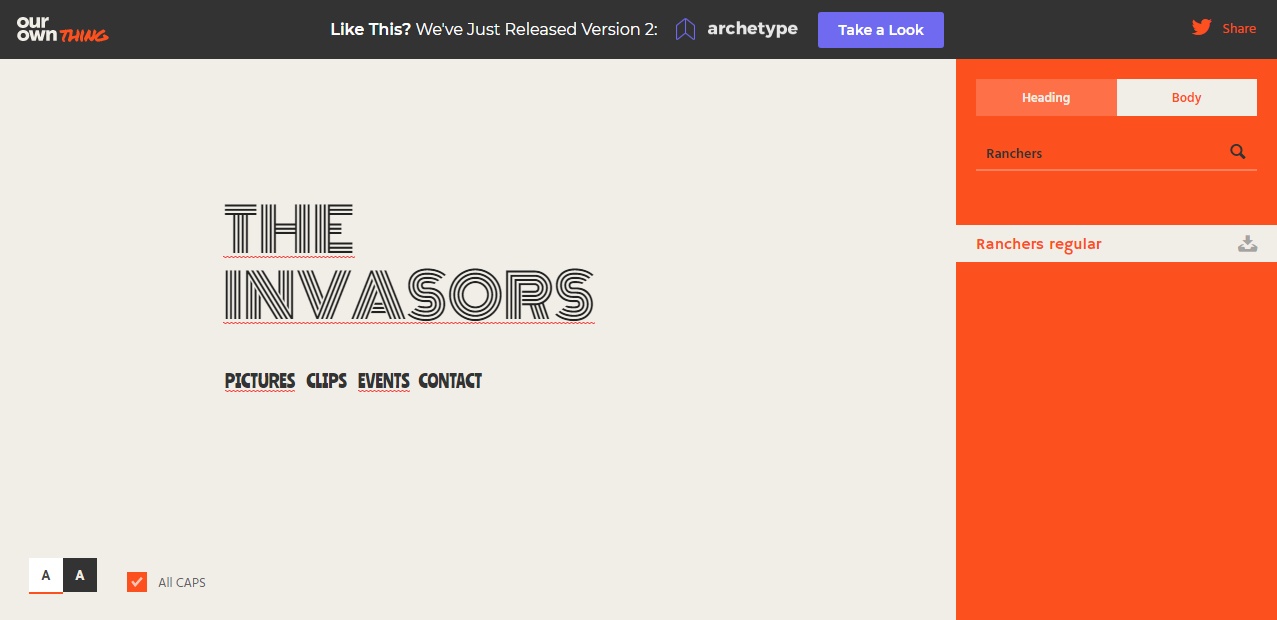 our
own THING
Like This? We've Just Released Version 2:
archetype
Take a Look
Share
Heading
Body
Ranchers
Ranchers regular
THE
INVASORS
PICTURES CLIPS EVENTS CONTACT
A A
All CAPS